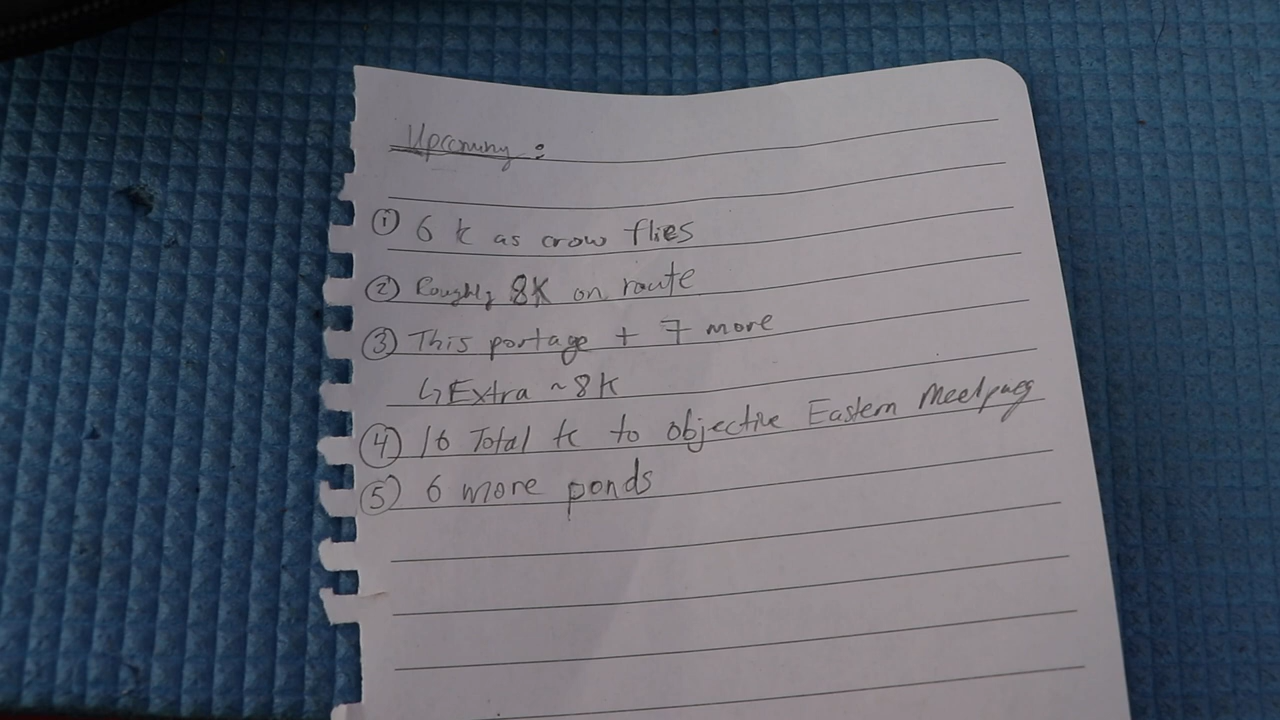 Upcoming:
① 6 k as crow flies
② Roughly 8K on route
③ This portage + 7 more
↳ Extra ~8K
④ 16 Total k to objective Eastern Meelpaeg
⑤ 6 more ponds